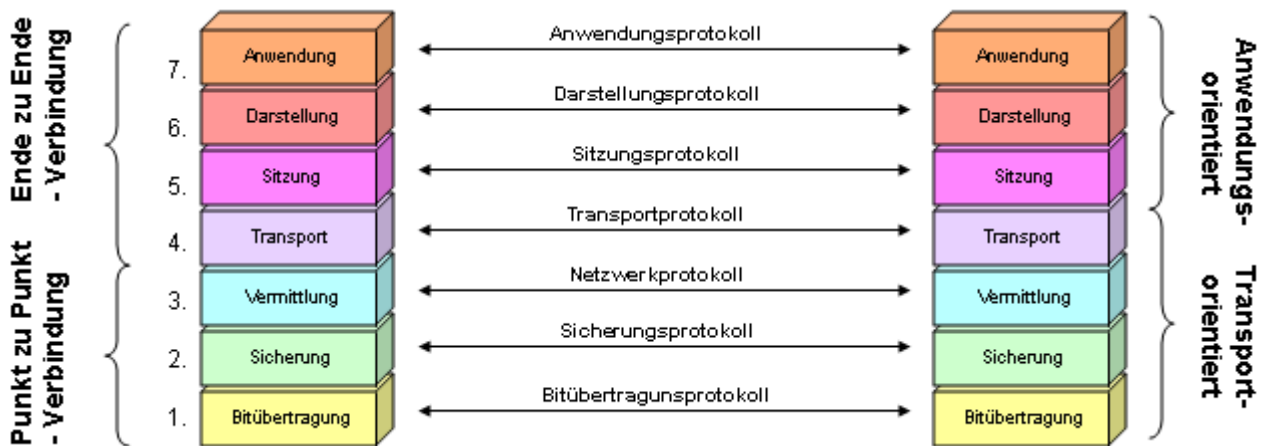 Ende zu Ende
- Verbindung
Punkt zu Punkt
- Verbindung
7.
Anwendung
Anwendungsprotokoll
Anwendung
6.
Darstellung
Darstellungsprotokoll
Darstellung
5.
Sitzung
Sitzungsprotokoll
Sitzung
4.
Transport
Transportprotokoll
Transport
3.
Vermittlung
Netzwerkprotokoll
Vermittlung
2.
Sicherung
Sicherungsprotokoll
Sicherung
1.
Bitübertragung
Bitübertragunsprotokoll
Bitübertragung
Anwendungs-
orientiert
Transport-
orientiert